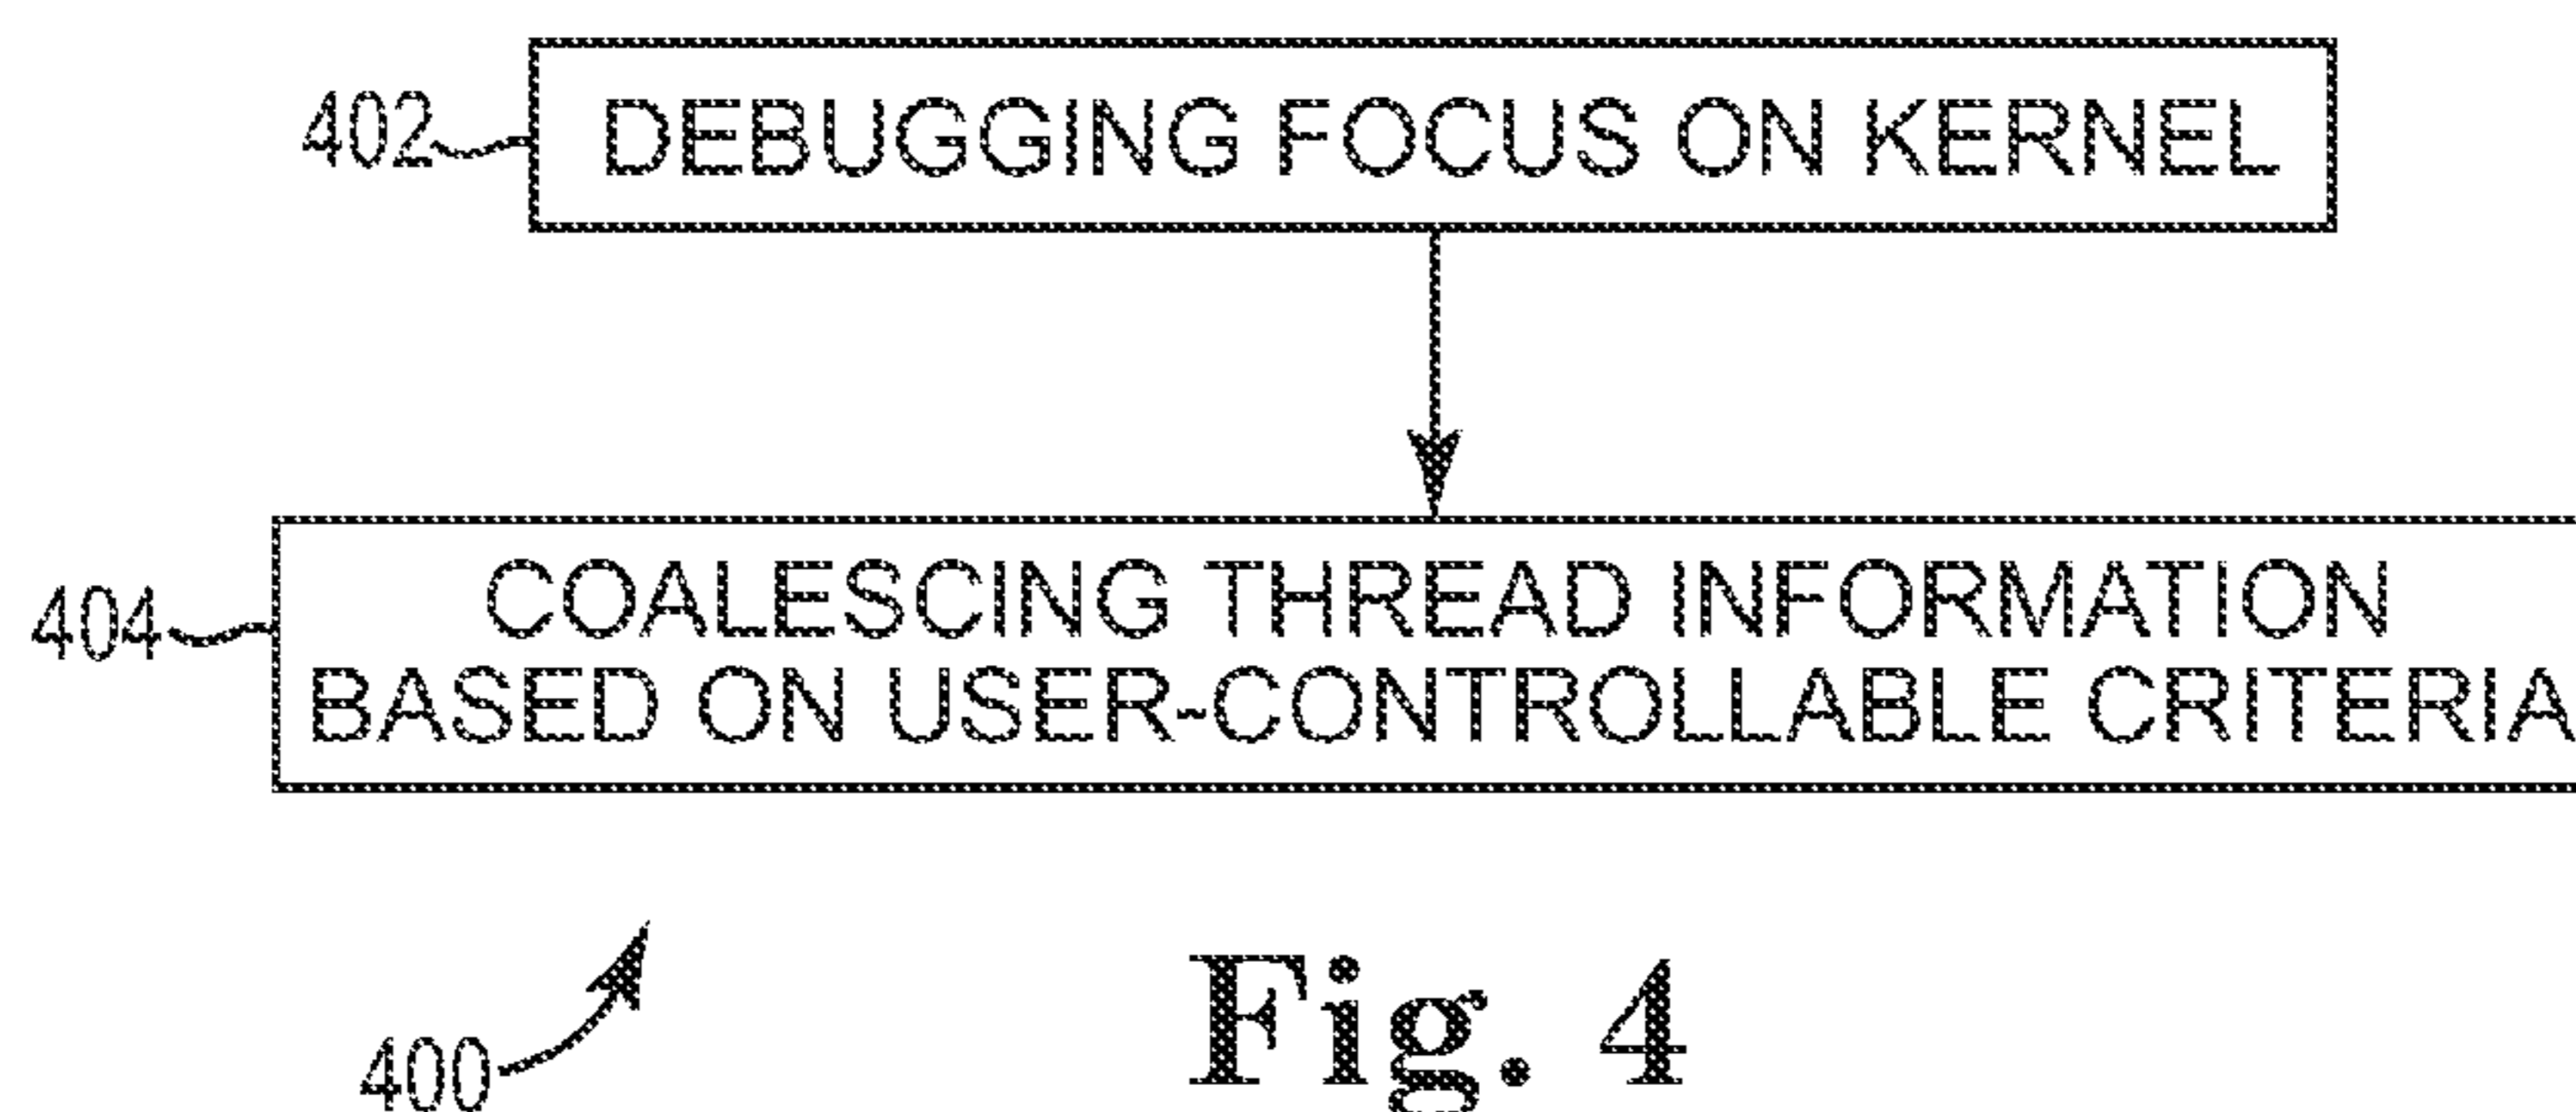 402 DEBUGGING FOCUS ON KERNEL
COALESCING THREAD INFORMATION
404
BASED ON USER-CONTROLLABLE CRITERIA
400
Fig. 4